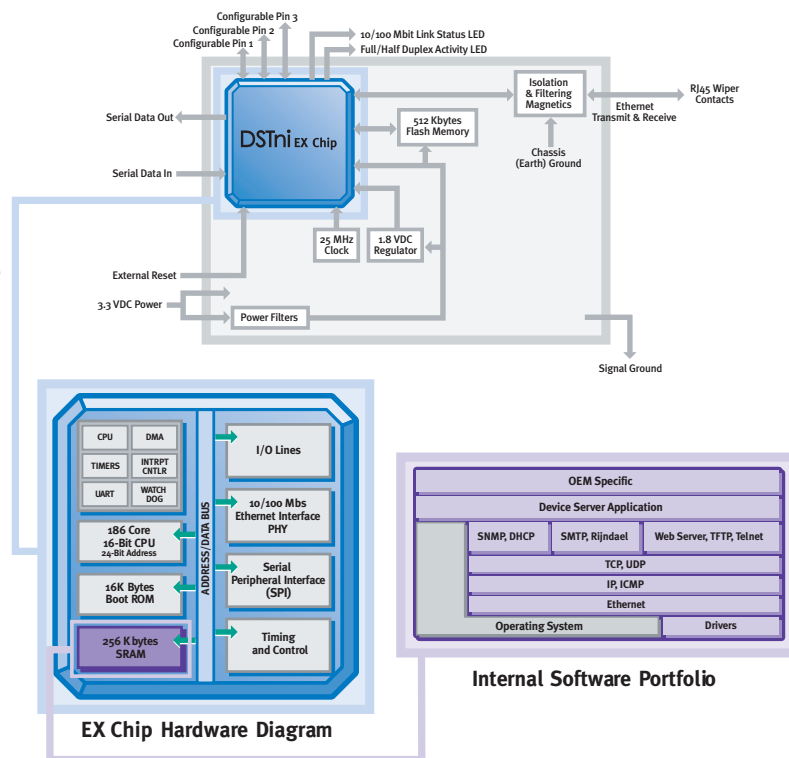 Configurable Pin 3
Configurable Pin 2
Configurable Pin 1
10/100 Mbit Link Status LED
Full/Half Duplex Activity LED
Serial Data Out
Serial Data In
DSTni EX Chip
512 Kbytes
Flash Memory
Isolation
& Filtering
Magnetics
Ethernet
Transmit & Receive
RJ45 Wiper
Contacts
Chassis
(Earth) Ground
25 MHz
Clock
1.8 VDC
Regulator
External Reset
3.3 VDC Power
Power Filters
Signal Ground
CPU
DMA
TIMERS
INTRPT
CNTLR
UART
WATCH
DOG
186 Core
16-Bit CPU
24-Bit Address
16K Bytes
Boot ROM
256 K bytes
SRAM
ADDRESS/DATA BUS
I/O Lines
10/100 Mbs
Ethernet Interface
PHY
Serial
Peripheral Interface
(SPI)
Timing
and Control
EX Chip Hardware Diagram
OEM Specific
Device Server Application
SNMP, DHCP
SMTP, Rijndael
Web Server, TFTP, Telnet
TCP, UDP
IP, ICMP
Ethernet
Operating System
Drivers
Internal Software Portfolio